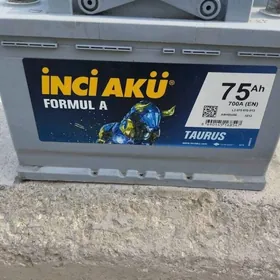 İNCİ AKÜ®
FORMUL A
75Ah
700A (EN)
TAURUS